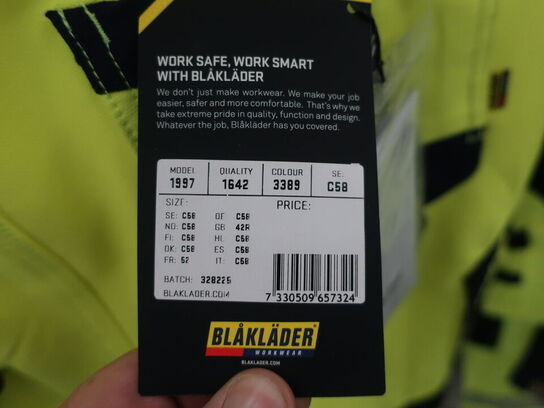 WORK SAFE, WORK SMART
WITH BLÅKLÄDER
We don't just make workwear. We make your job
easier, safer and more comfortable. That's why we
take extreme pride in quality, function and design.
Whatever the job, Blåkläder has you covered.
MODEL QUALITY COLOUR SE:
1997 1642 3389 C58
SIZE: PRICE:
SE: C58 DE: C58
NO: C58 GB: 42R
FI: C58 NL: C58
DK: C58 ES: C58
FR: 52 IT: C58
BATCH: 328225
BLAKLADER.COM
7 330509 657324
BLÅKLÄDER®
WORKWEAR
BLAKLADER.COM